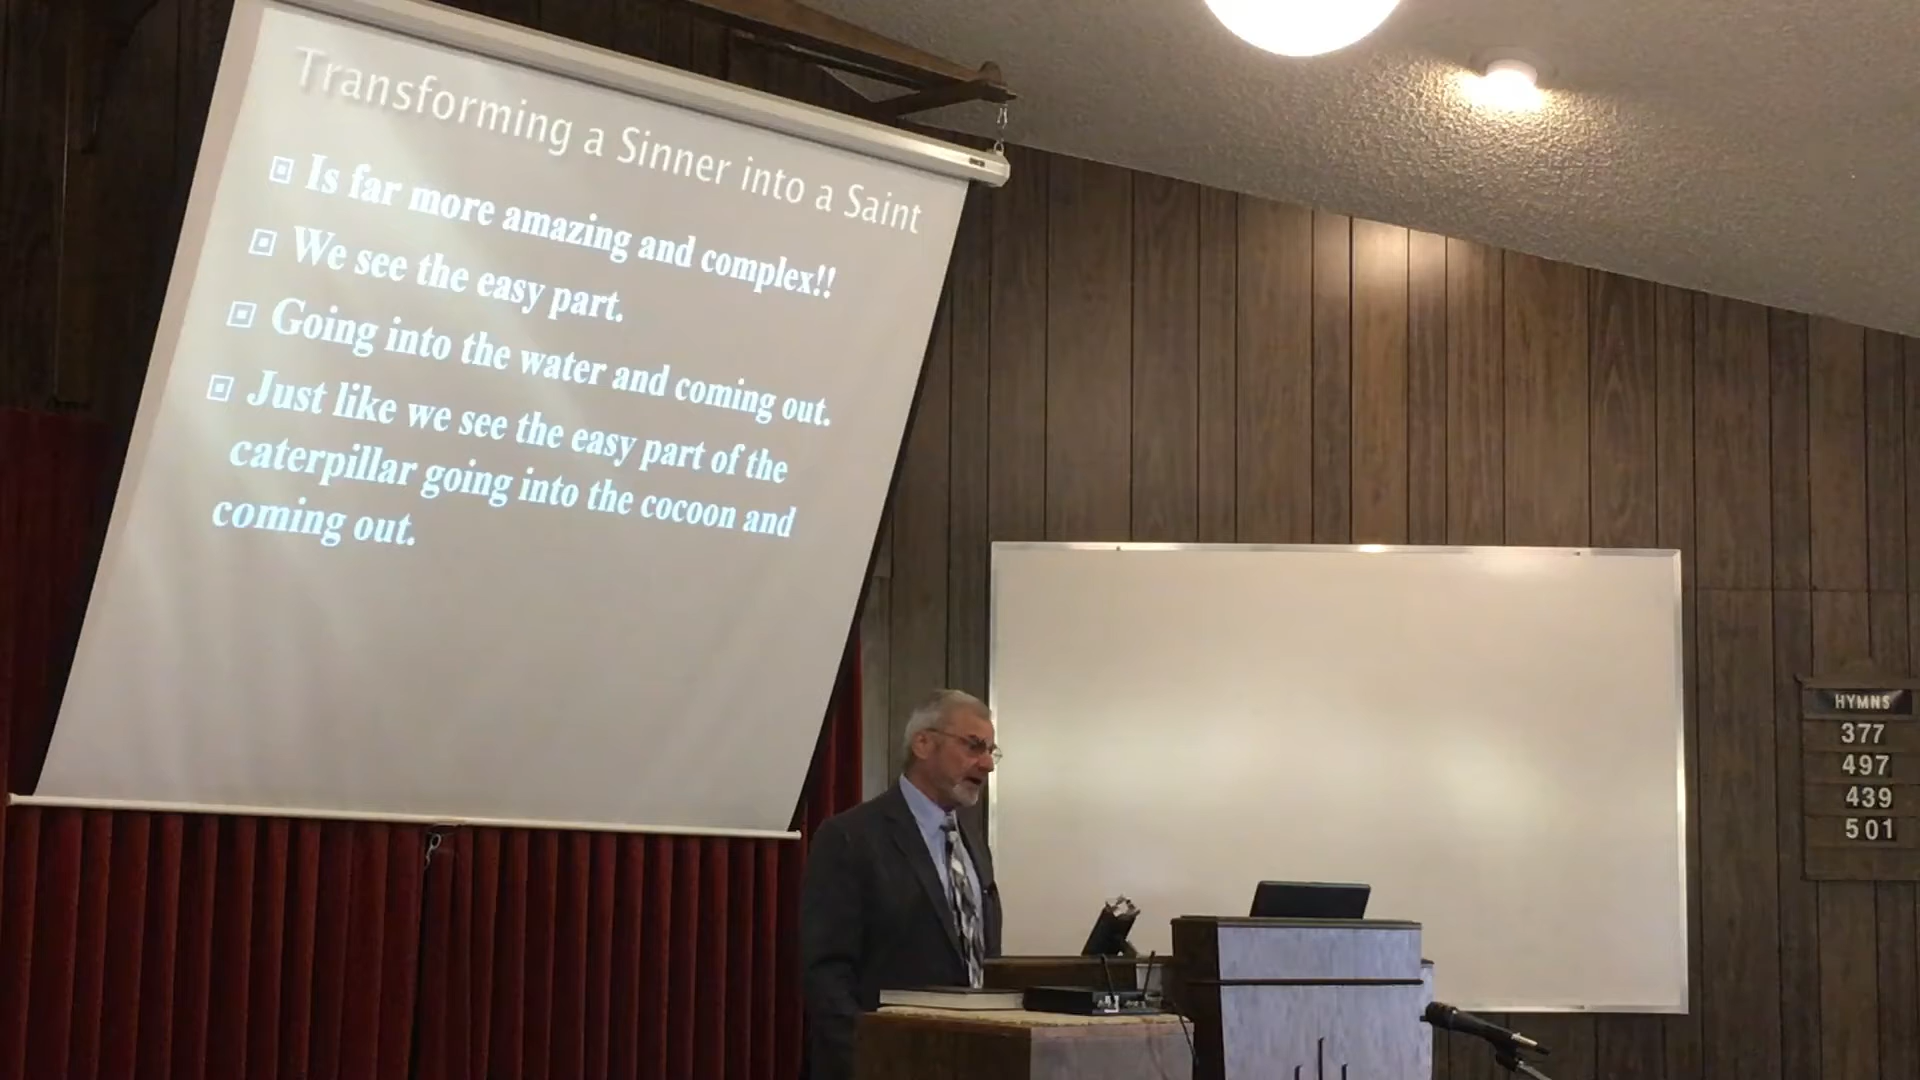 Transforming a Sinner into a Saint
Is far more amazing and complex!!
We see the easy part.
Going into the water and coming out.
Just like we see the easy part of the
caterpillar going into the cocoon and
coming out.
HYMNS
377
497
439
501